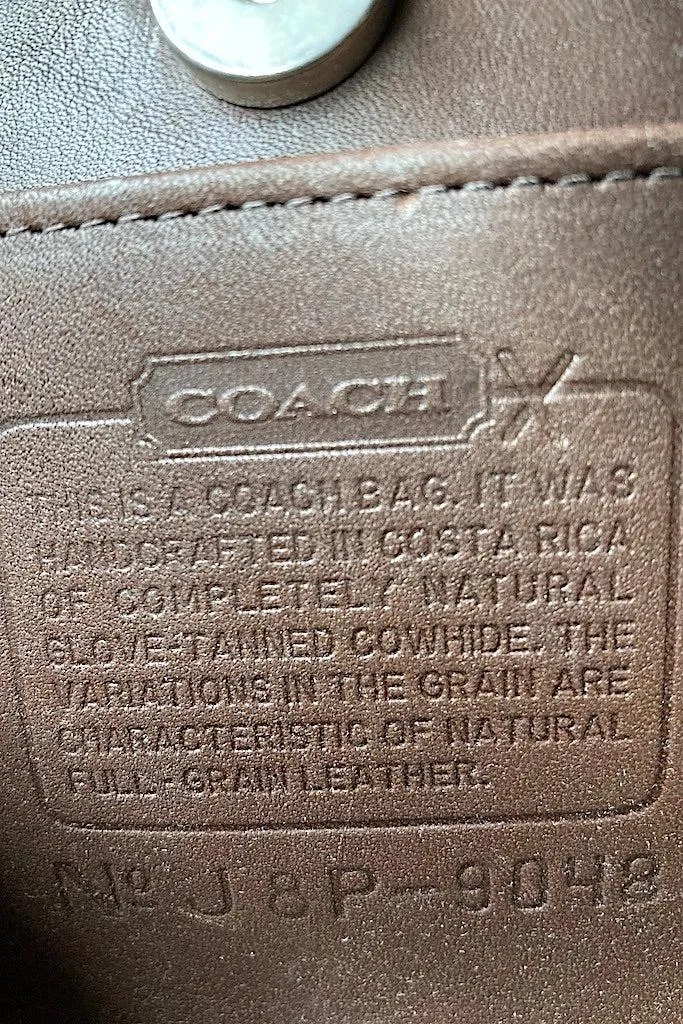 COACH
THIS IS A COACH BAG. IT WAS
HANDCRAFTED IN COSTA RICA
OF COMPLETELY NATURAL
GLOVE-TANNED COWHIDE. THE
VARIATIONS IN THE GRAIN ARE
CHARACTERISTIC OF NATURAL
FULL-GRAIN LEATHER.
Nº J8P-9048